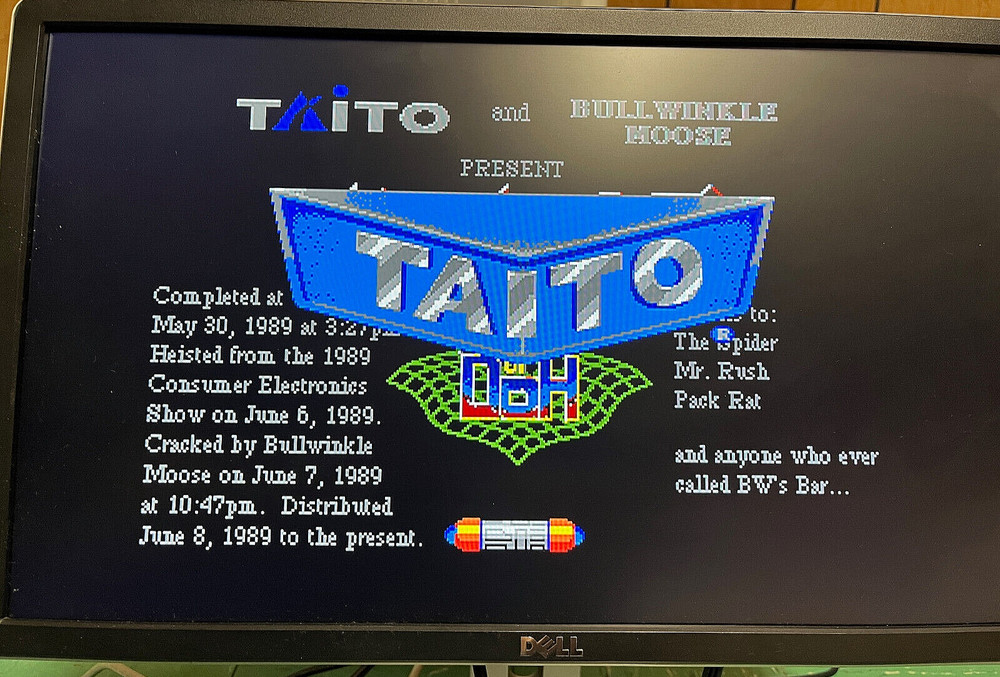 TAITO and BULLWINKLE
MOOSE
PRESENT
TAITO
R
Completed at
May 30, 1989 at 3:27pm
Heisted from the 1989
Consumer Electronics
Show on June 6, 1989.
Cracked by Bullwinkle
Moose on June 7, 1989
at 10:47pm. Distributed
June 8, 1989 to the present.
to:
The Spider
Mr. Rush
Pack Rat
and anyone who ever
called BW's Bar...
DELL